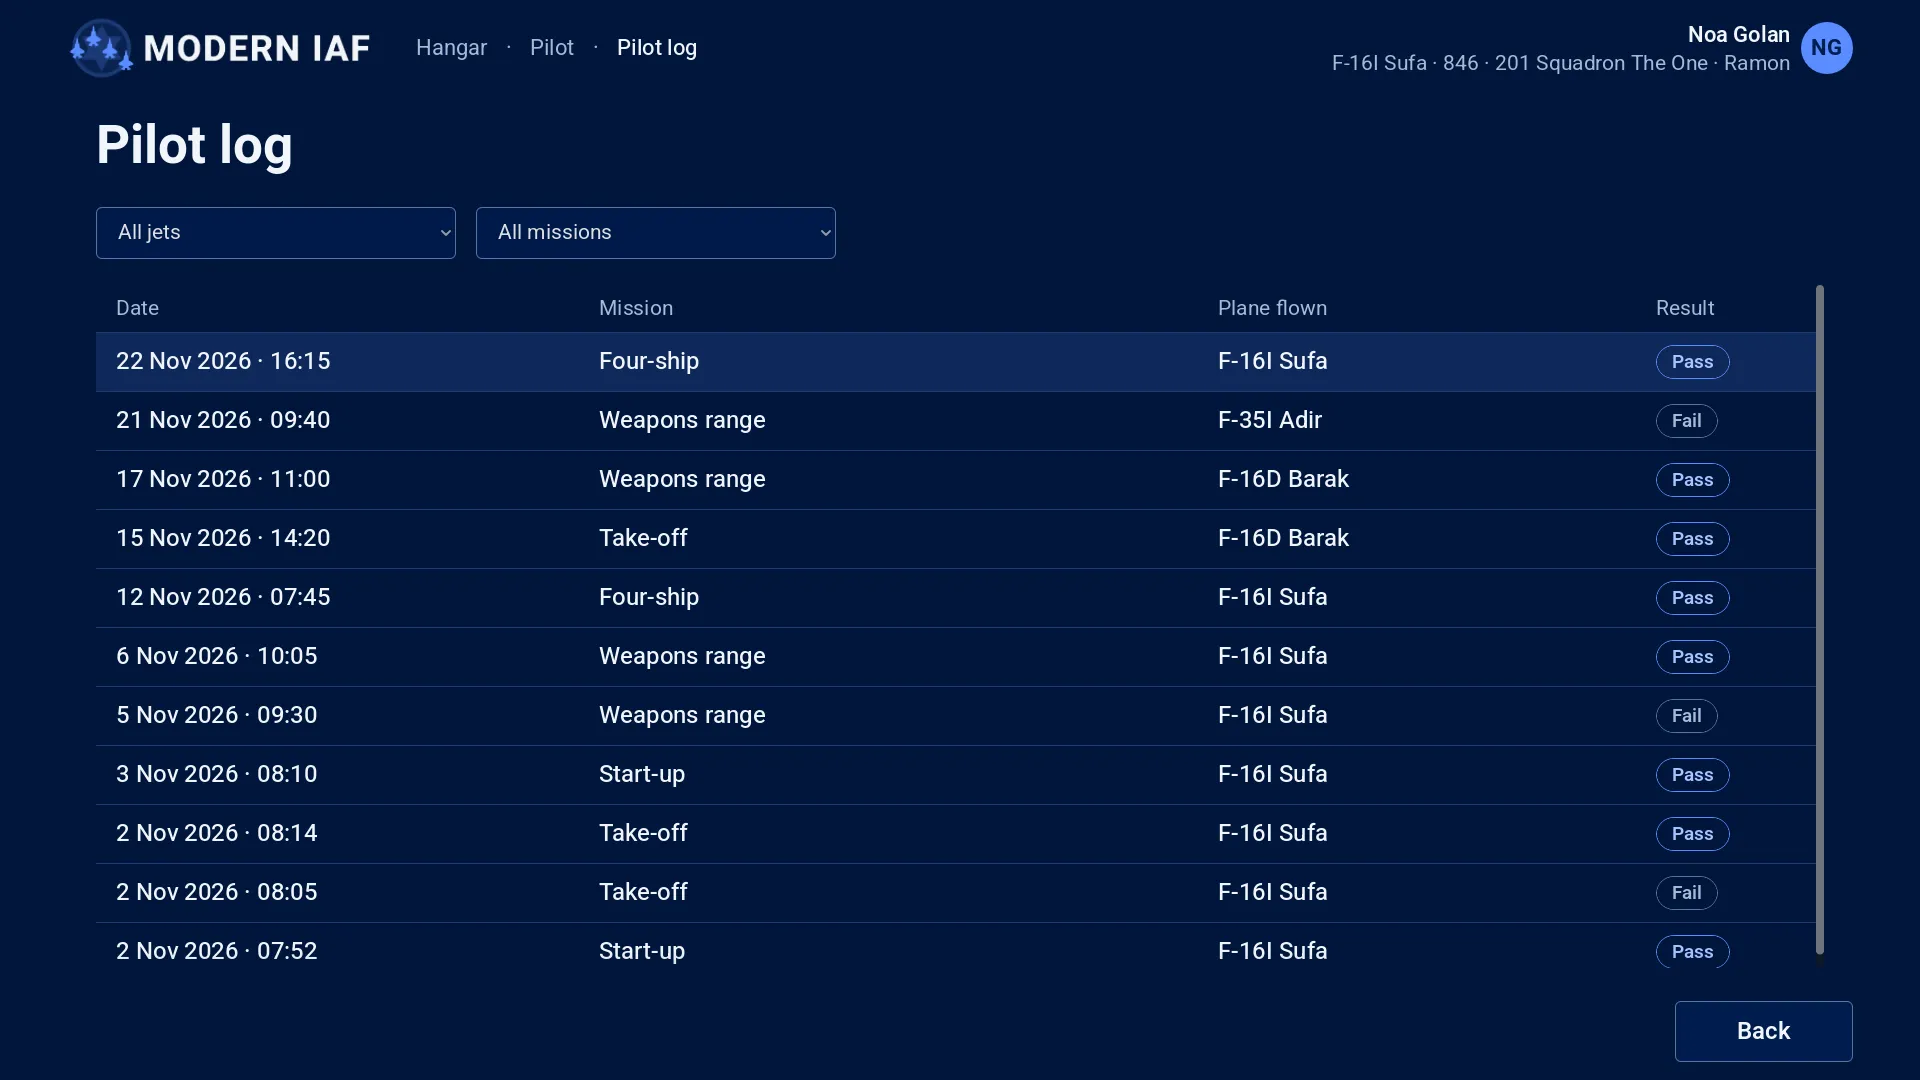 MODERN IAF
Hangar · Pilot · Pilot log
Noa Golan
F-16I Sufa · 846 · 201 Squadron The One · Ramon
NG
Pilot log
All jets
All missions
Date Mission Plane flown Result
22 Nov 2026 · 16:15 Four-ship F-16I Sufa Pass
21 Nov 2026 · 09:40 Weapons range F-35I Adir Fail
17 Nov 2026 · 11:00 Weapons range F-16D Barak Pass
15 Nov 2026 · 14:20 Take-off F-16D Barak Pass
12 Nov 2026 · 07:45 Four-ship F-16I Sufa Pass
6 Nov 2026 · 10:05 Weapons range F-16I Sufa Pass
5 Nov 2026 · 09:30 Weapons range F-16I Sufa Fail
3 Nov 2026 · 08:10 Start-up F-16I Sufa Pass
2 Nov 2026 · 08:14 Take-off F-16I Sufa Pass
2 Nov 2026 · 08:05 Take-off F-16I Sufa Fail
2 Nov 2026 · 07:52 Start-up F-16I Sufa Pass
Back